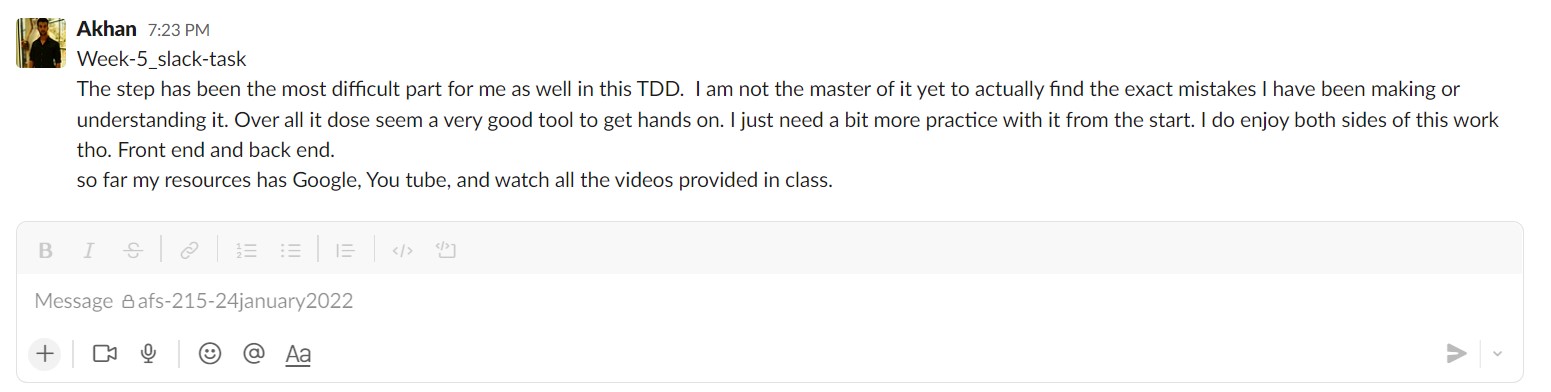 Akhan 7:23 PM
Week-5_slack-task
The step has been the most difficult part for me as well in this TDD.  I am not the master of it yet to actually find the exact mistakes I have been making or
understanding it. Over all it dose seem a very good tool to get hands on. I just need a bit more practice with it from the start. I do enjoy both sides of this work
tho. Front end and back end.
so far my resources has Google, You tube, and watch all the videos provided in class.
B I S
Message afs-215-24january2022
@ Aa